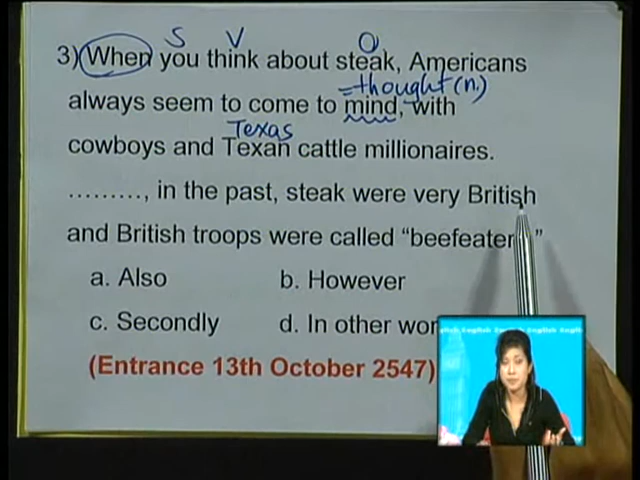 S V O
3) When you think about steak, Americans
=thought (n.)
always seem to come to mind, with
Texas
cowboys and Texan cattle millionaires.
........., in the past, steak were very British
and British troops were called “beefeater ”
a. Also b. However
c. Secondly d. In other wor
(Entrance 13th October 2547)